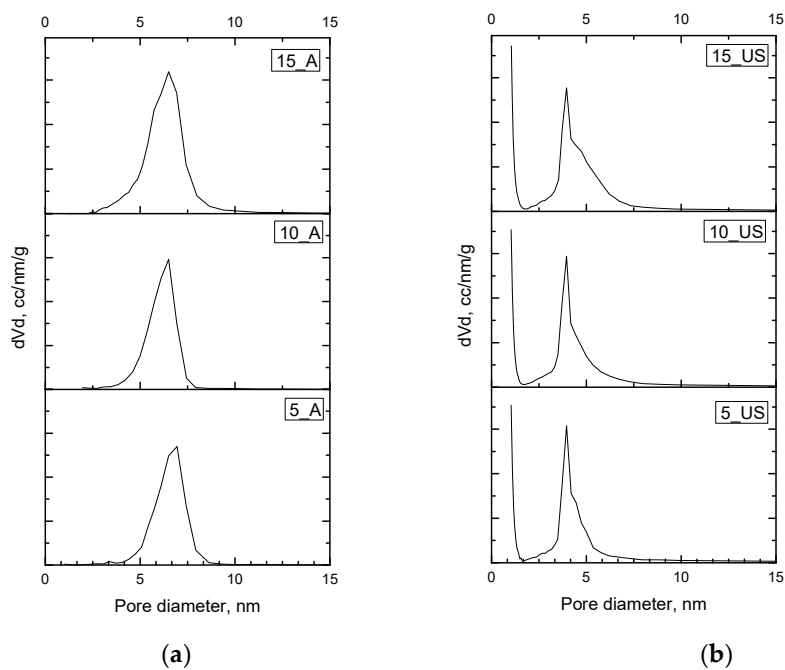 0 5 10 15
15_A
10_A
5_A
dVd, cc/nm/g
0 5 10 15
Pore diameter, nm
(a)
0 5 10 15
15_US
10_US
5_US
dVd, cc/nm/g
0 5 10 15
Pore diameter, nm
(b)